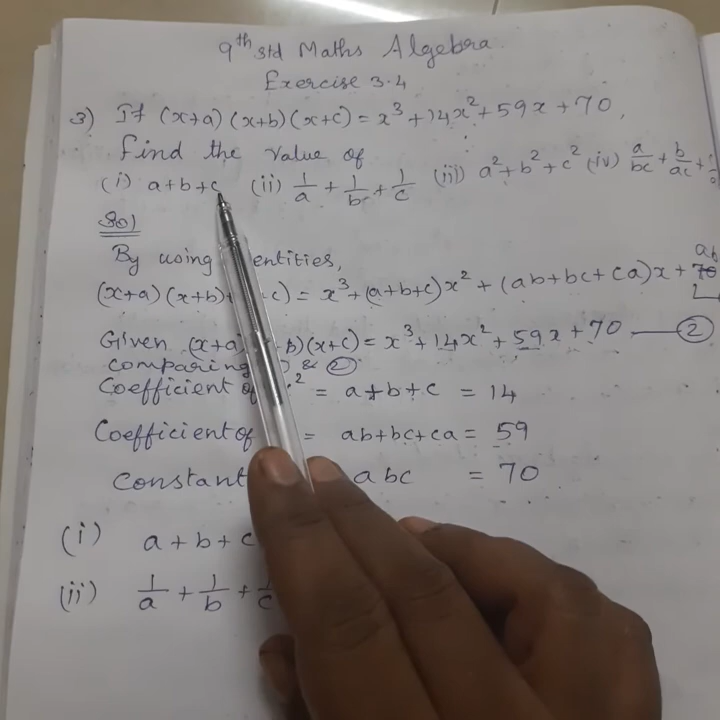 9th std Maths Algebra
Exercise 3.4
3) If (x+a)(x+b)(x+c) = x³+14x²+59x+70,
find the value of
(i) a+b+c (ii) 1/a + 1/b + 1/c (iii) a²+b²+c² (iv) a/bc + b/ac +
Sol
By using entities,
(x+a)(x+b) c) = x³+(a+b+c)x² + (ab+bc+ca)x + ab
Given (x+a) b)(x+c) = x³+14x²+59x+70 — ②
comparing & ②
Coefficient of ² = a+b+c = 14
Coefficient of = ab+bc+ca = 59
Constant abc = 70
(i) a+b+c
(ii) 1/a + 1/b + 1/c